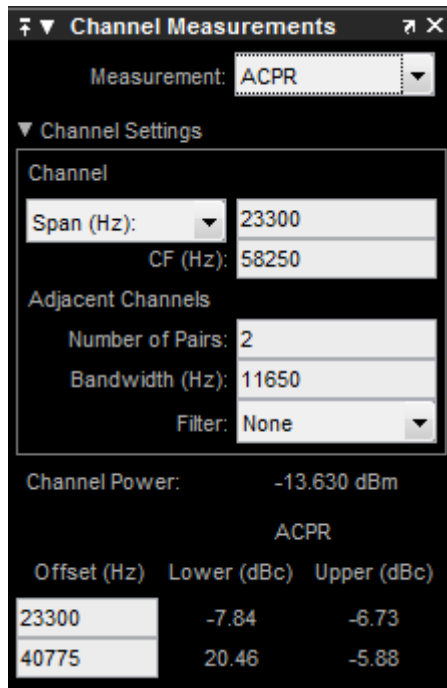 Channel Measurements
Measurement: ACPR
Channel Settings
Channel
Span (Hz): 23300
CF (Hz): 58250
Adjacent Channels
Number of Pairs: 2
Bandwidth (Hz): 11650
Filter: None
Channel Power: -13.630 dBm
ACPR
Offset (Hz) Lower (dBc) Upper (dBc)
23300 -7.84 -6.73
40775 20.46 -5.88